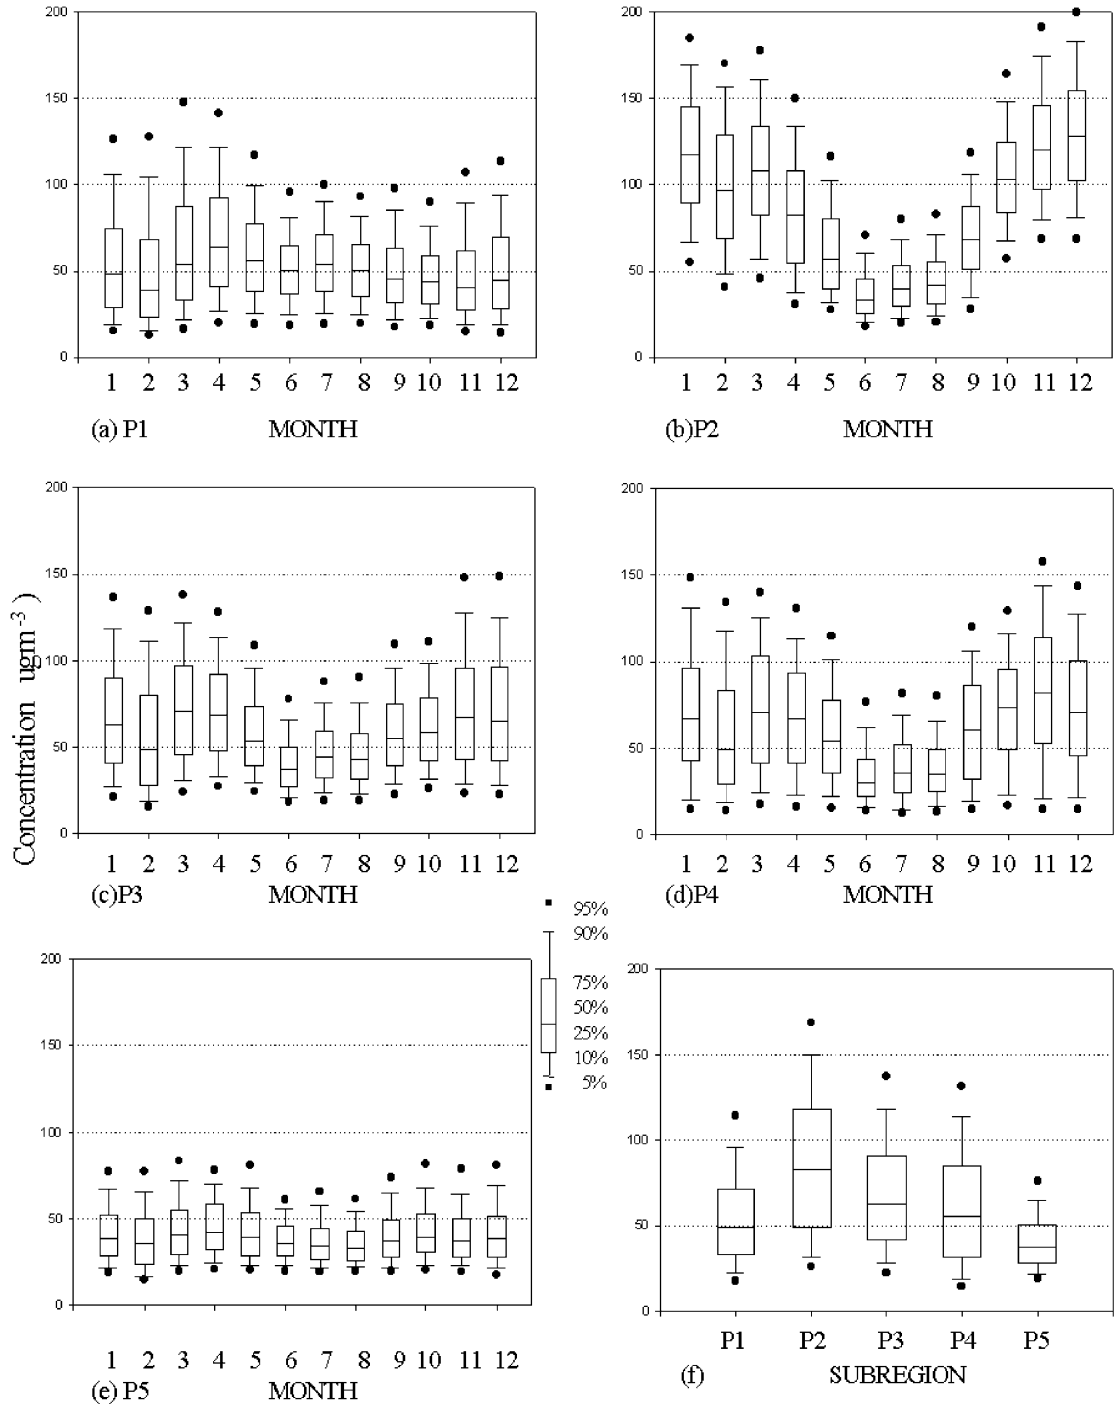 200
150
100
50
0
1 2 3 4 5 6 7 8 9 10 11 12
(a) P1 MONTH
200
150
100
50
0
1 2 3 4 5 6 7 8 9 10 11 12
(b)P2 MONTH
Concentration ugm-3 )
200
150
100
50
0
1 2 3 4 5 6 7 8 9 10 11 12
(c)P3 MONTH
200
150
100
50
0
1 2 3 4 5 6 7 8 9 10 11 12
(d)P4 MONTH
95%
90%
75%
50%
25%
10%
5%
200
150
100
50
0
1 2 3 4 5 6 7 8 9 10 11 12
(e) P5 MONTH
200
150
100
50
0
P1 P2 P3 P4 P5
(f) SUBREGION